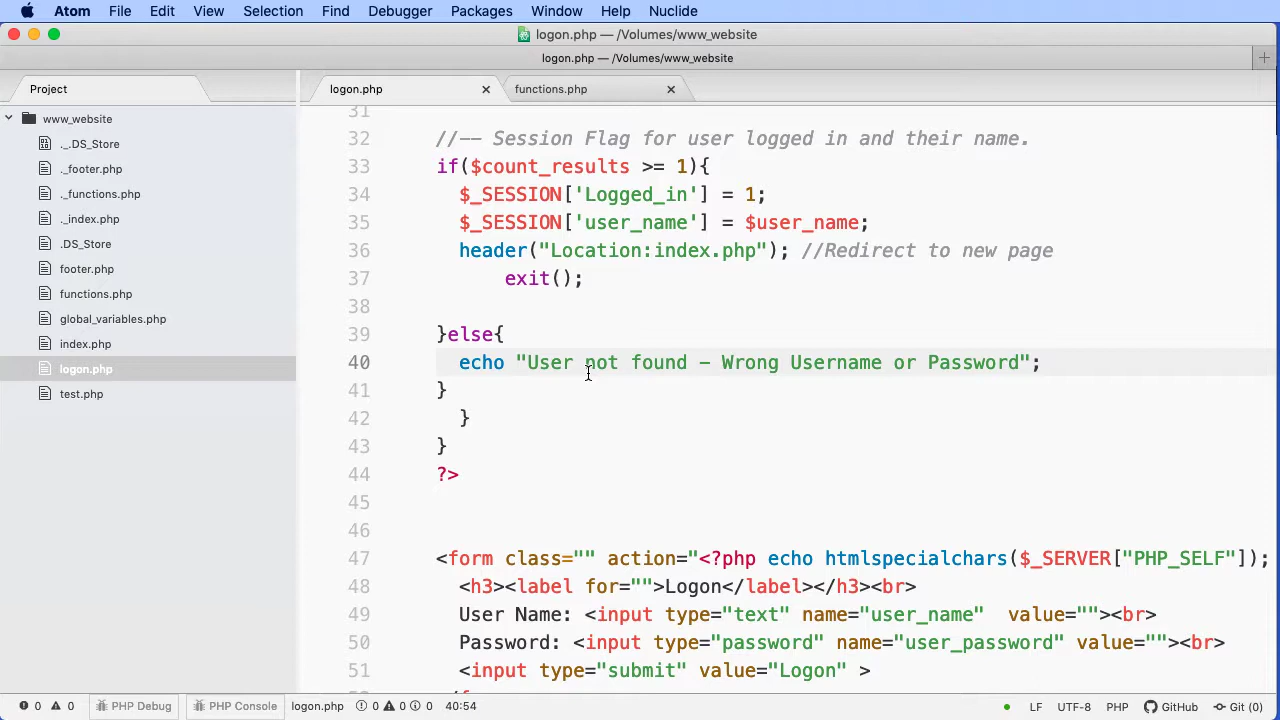 Atom File Edit View Selection Find Debugger Packages Window Help Nuclide
logon.php — /Volumes/www_website
logon.php — /Volumes/www_website
Project
logon.php
functions.php
www_website
._.DS_Store
._footer.php
._functions.php
._index.php
.DS_Store
footer.php
functions.php
global_variables.php
index.php
logon.php
test.php
31
32 //-- Session Flag for user logged in and their name.
33 if($count_results >= 1){
34 $_SESSION['Logged_in'] = 1;
35 $_SESSION['user_name'] = $user_name;
36 header("Location:index.php"); //Redirect to new page
37 exit();
38
39 }else{
40 echo "User not found - Wrong Username or Password";
41 }
42 }
43 }
44 ?>
45
46
47 <form class="" action="<?php echo htmlspecialchars($_SERVER["PHP_SELF"]);
48 <h3><label for="">Logon</label></h3><br>
49 User Name: <input type="text" name="user_name" value=""><br>
50 Password: <input type="password" name="user_password" value=""><br>
51 <input type="submit" value="Logon" >
0 0 PHP Debug PHP Console logon.php 0 0 0 40:54 LF UTF-8 PHP GitHub Git (0)